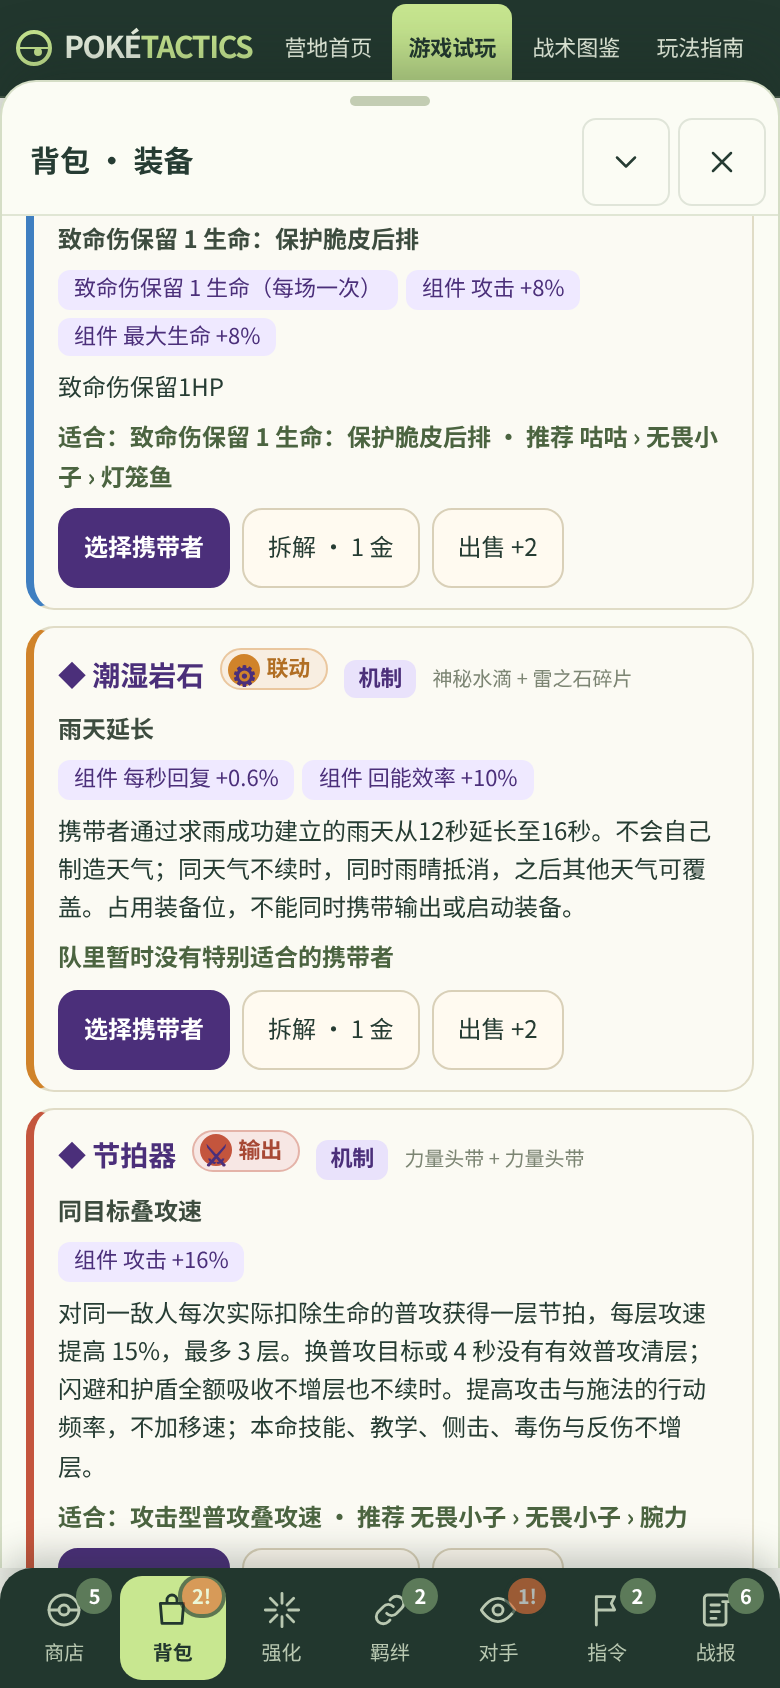 POKÉTACTICS 营地首页 游戏试玩 战术图鉴 玩法指南
背包 · 装备
致命伤保留 1 生命：保护脆皮后排
致命伤保留 1 生命（每场一次） 组件 攻击 +8%
组件 最大生命 +8%
致命伤保留1HP
适合：致命伤保留 1 生命：保护脆皮后排 · 推荐 咕咕 › 无畏小
子 › 灯笼鱼
选择携带者 拆解 · 1 金 出售 +2
◆ 潮湿岩石 联动 机制 神秘水滴 + 雷之石碎片
雨天延长
组件 每秒回复 +0.6% 组件 回能效率 +10%
携带者通过求雨成功建立的雨天从12秒延长至16秒。不会自己
制造天气；同天气不续时，同时雨晴抵消，之后其他天气可覆
盖。占用装备位，不能同时携带输出或启动装备。
队里暂时没有特别适合的携带者
选择携带者 拆解 · 1 金 出售 +2
◆ 节拍器 输出 机制 力量头带 + 力量头带
同目标叠攻速
组件 攻击 +16%
对同一敌人每次实际扣除生命的普攻获得一层节拍，每层攻速
提高 15%，最多 3 层。换普攻目标或 4 秒没有有效普攻清层；
闪避和护盾全额吸收不增层也不续时。提高攻击与施法的行动
频率，不加移速；本命技能、教学、侧击、毒伤与反伤不增
层。
适合：攻击型普攻叠攻速 · 推荐 无畏小子 › 无畏小子 › 腕力
5 2! 2 1! 2 6
商店 背包 强化 羁绊 对手 指令 战报